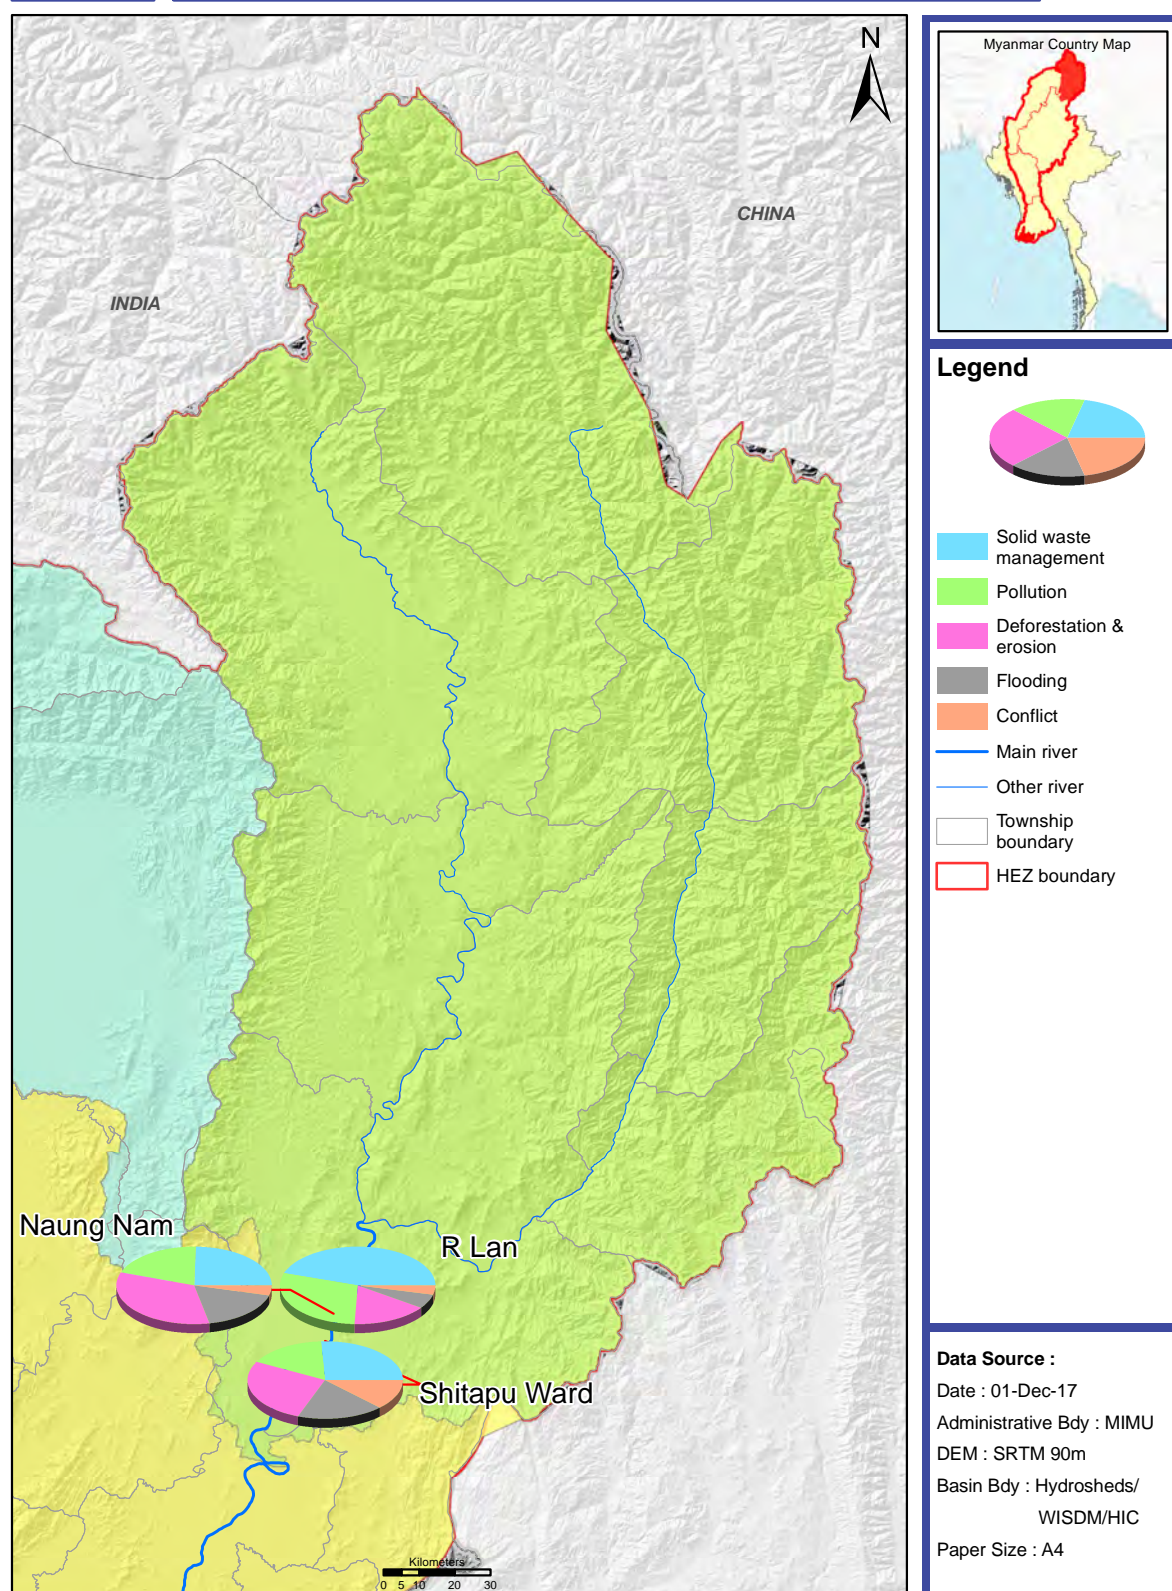 N
CHINA
INDIA
Naung Nam
R Lan
Shitapu Ward
Kilometers
0 5 10 20 30
Myanmar Country Map
Legend
Solid waste
management
Pollution
Deforestation &
erosion
Flooding
Conflict
Main river
Other river
Township
boundary
HEZ boundary
Data Source :
Date : 01-Dec-17
Administrative Bdy : MIMU
DEM : SRTM 90m
Basin Bdy : Hydrosheds/
WISDM/HIC
Paper Size : A4